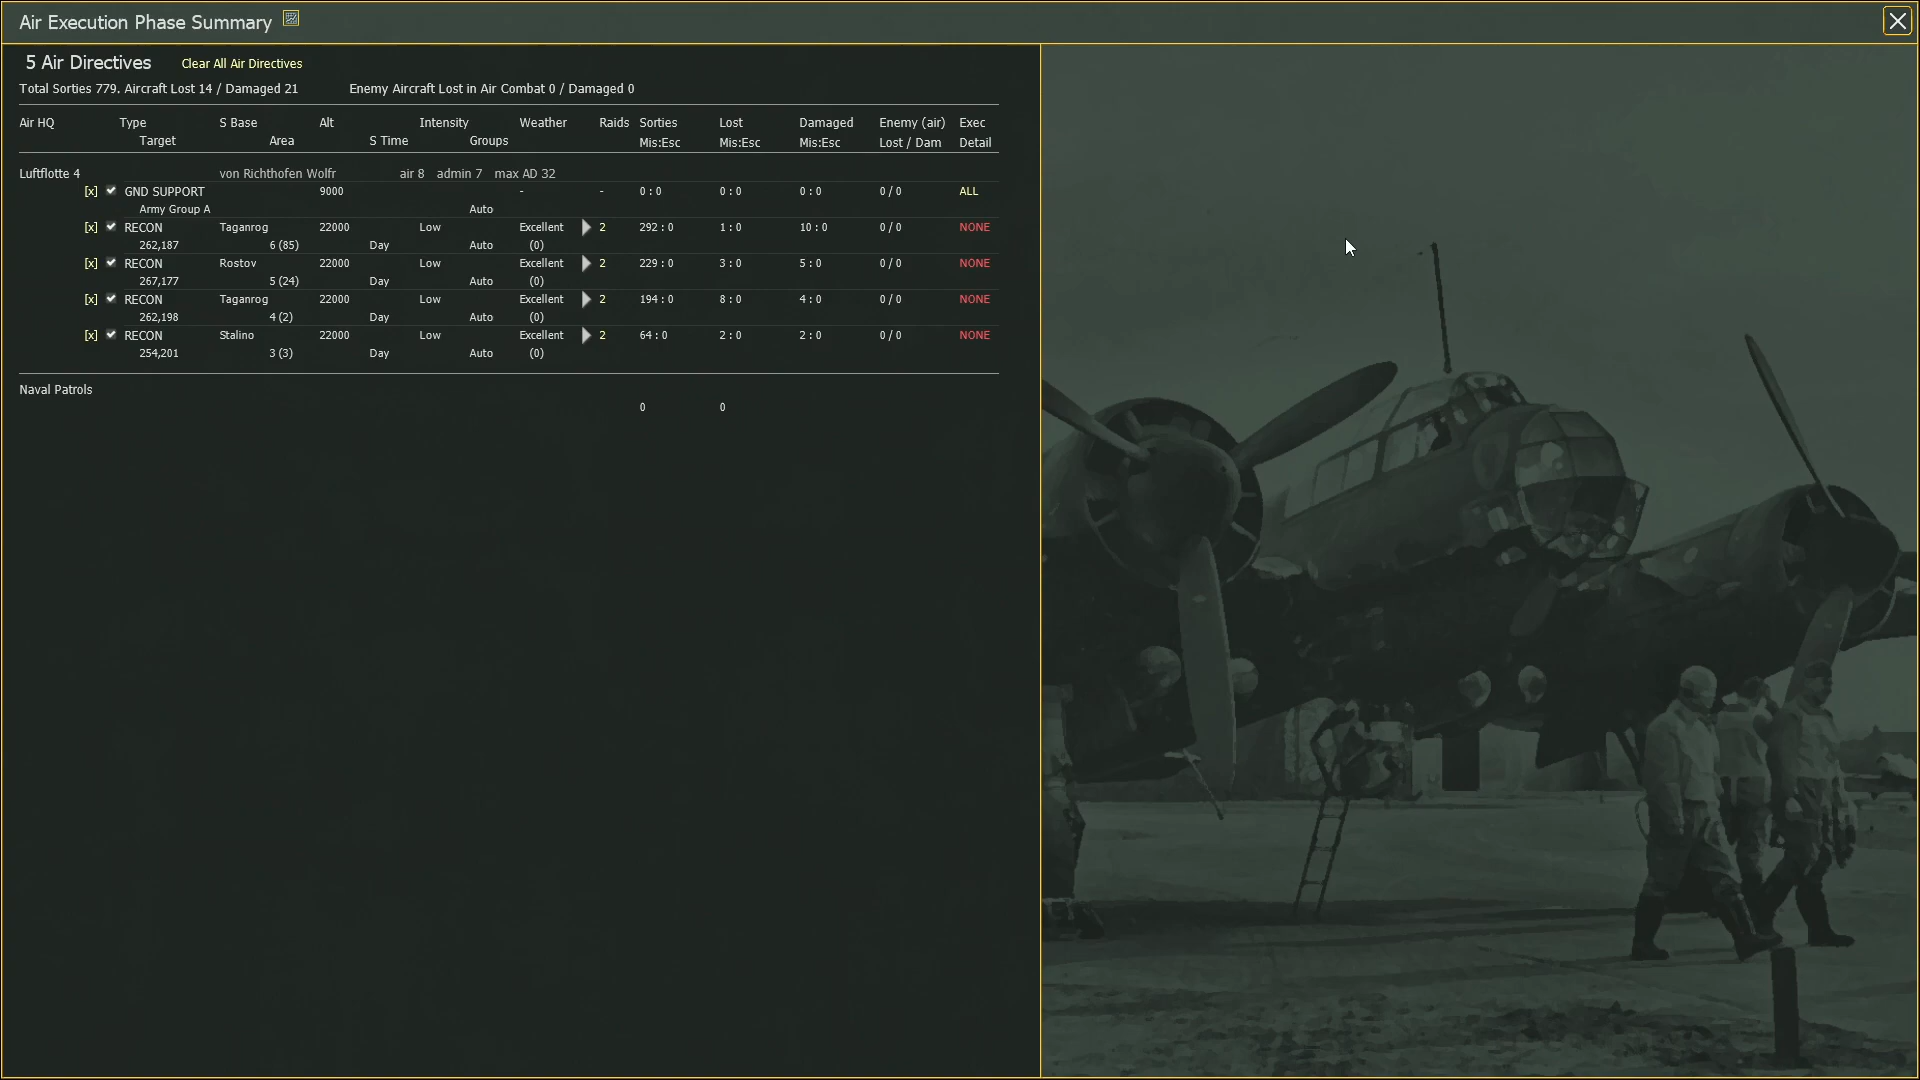 Air Execution Phase Summary
5 Air Directives Clear All Air Directives
Total Sorties 779. Aircraft Lost 14 / Damaged 21 Enemy Aircraft Lost in Air Combat 0 / Damaged 0
Air HQ Type S Base Alt Intensity Weather Raids Sorties Lost Damaged Enemy (air) Exec
Target Area S Time Groups Mis:Esc Mis:Esc Mis:Esc Lost / Dam Detail
Luftflotte 4 von Richthofen Wolfr air 8 admin 7 max AD 32
[x] GND SUPPORT 9000 - - 0 : 0 0 : 0 0 : 0 0 / 0 ALL
Army Group A Auto
[x] RECON Taganrog 22000 Low Excellent 2 292 : 0 1 : 0 10 : 0 0 / 0 NONE
262,187 6 (85) Day Auto (0)
[x] RECON Rostov 22000 Low Excellent 2 229 : 0 3 : 0 5 : 0 0 / 0 NONE
267,177 5 (24) Day Auto (0)
[x] RECON Taganrog 22000 Low Excellent 2 194 : 0 8 : 0 4 : 0 0 / 0 NONE
262,198 4 (2) Day Auto (0)
[x] RECON Stalino 22000 Low Excellent 2 64 : 0 2 : 0 2 : 0 0 / 0 NONE
254,201 3 (3) Day Auto (0)
Naval Patrols
0 0